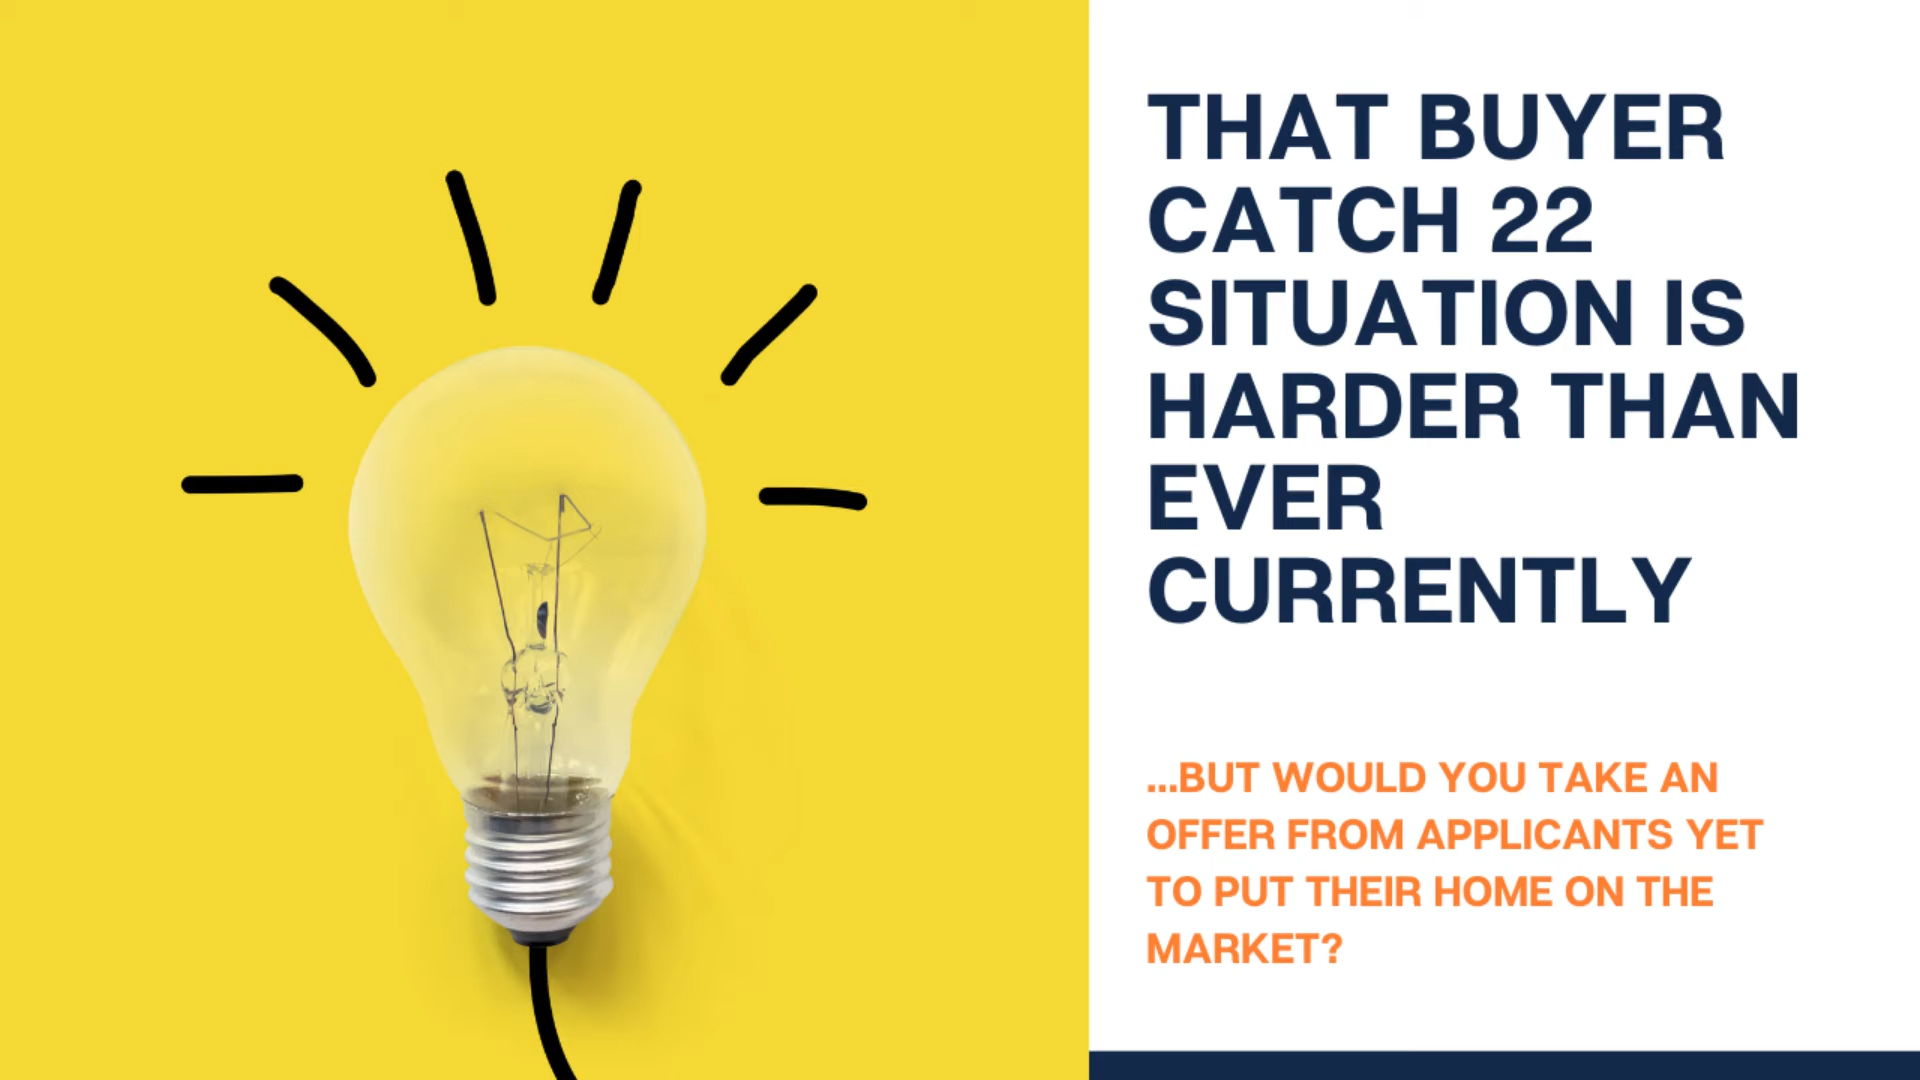 THAT BUYER
CATCH 22
SITUATION IS
HARDER THAN
EVER
CURRENTLY
...BUT WOULD YOU TAKE AN
OFFER FROM APPLICANTS YET
TO PUT THEIR HOME ON THE
MARKET?